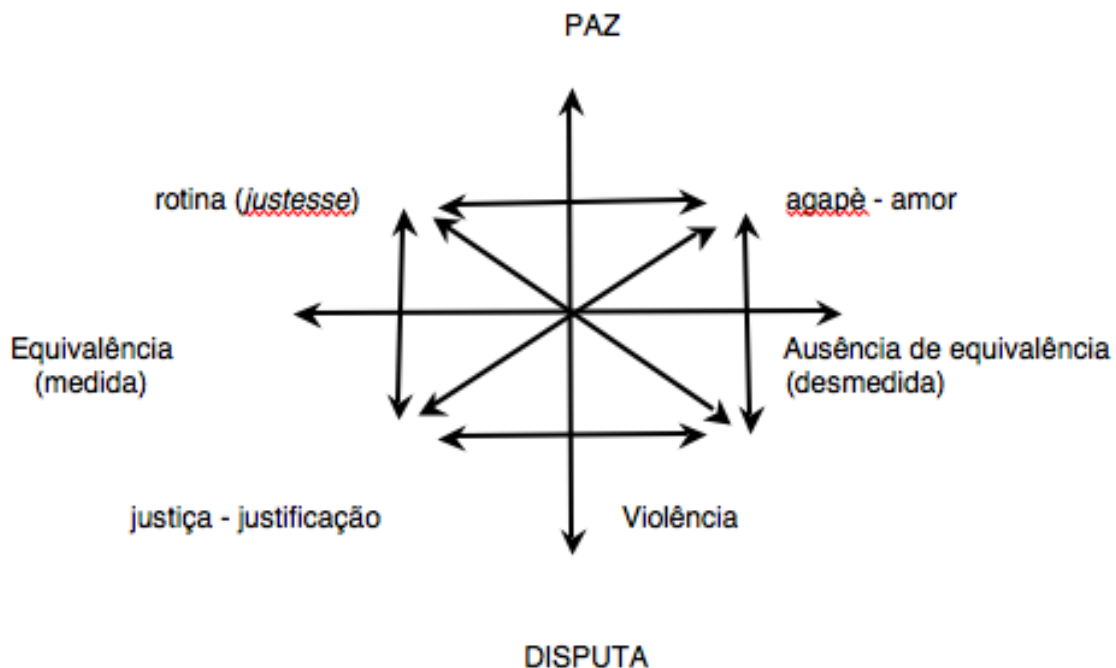 PAZ
rotina (justesse)
agapè - amor
Equivalência
(medida)
Ausência de equivalência
(desmedida)
justiça - justificação
Violência
DISPUTA